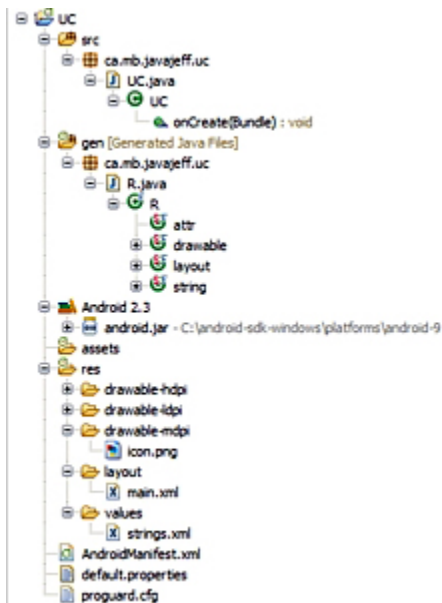 UC
src
ca.mb.javajeff.uc
UC.java
UC
onCreate(Bundle) : void
gen [Generated Java Files]
ca.mb.javajeff.uc
R.java
R
attr
drawable
layout
string
Android 2.3
android.jar - C:\android-sdk-windows\platforms\android-9
assets
res
drawable-hdpi
drawable-ldpi
drawable-mdpi
icon.png
layout
main.xml
values
strings.xml
AndroidManifest.xml
default.properties
proguard.cfg